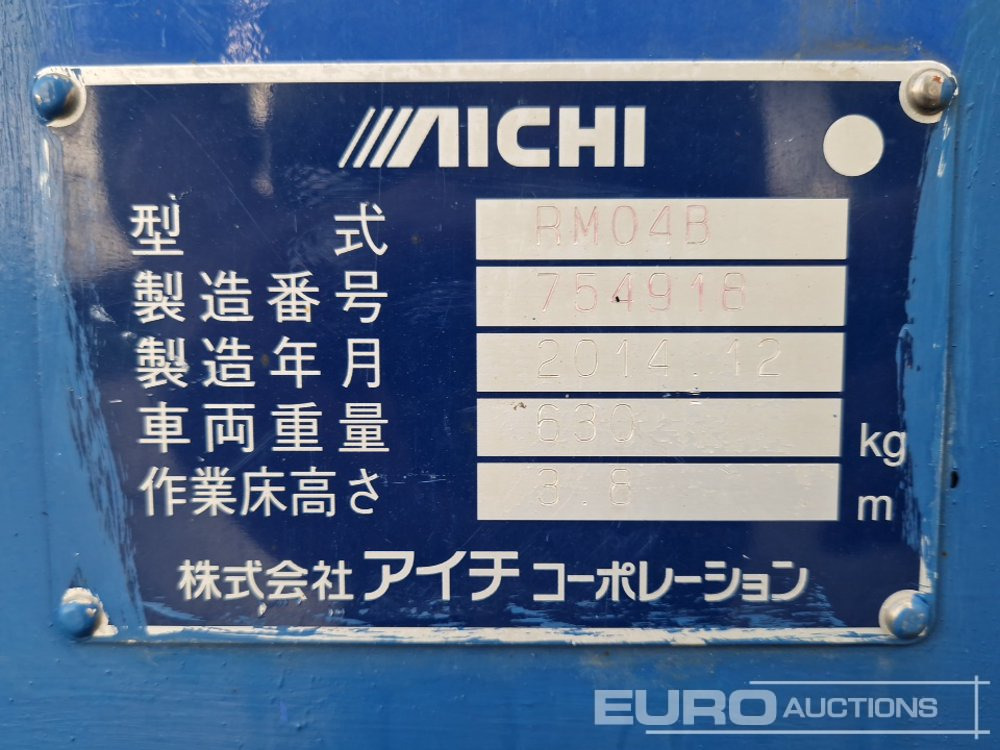 AICHI
型式 RM04B
製造番号 754918
製造年月 2014.12
車両重量 630 kg
作業床高さ 3.8 m
株式会社 アイチ コーポレーション
EURO AUCTIONS